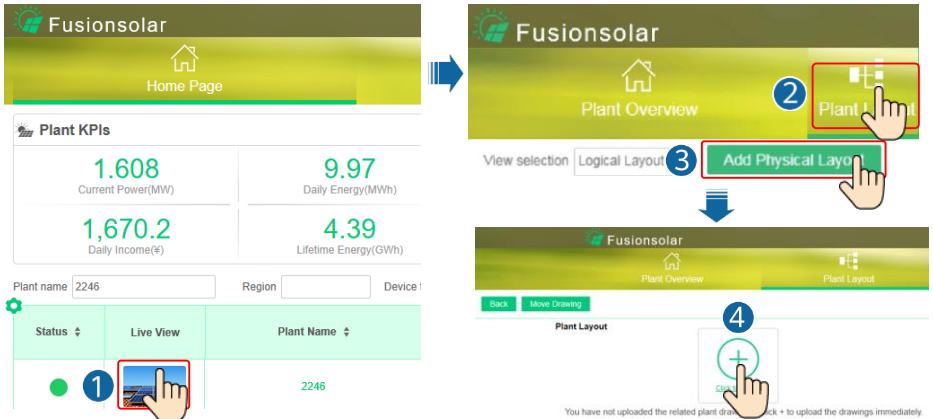 Fusionsolar
Home Page
Plant KPIs
1.608
Current Power(MW)
9.97
Daily Energy(MWh)
1,670.2
Daily Income(¥)
4.39
Lifetime Energy(GWh)
Plant name 2246 Region Device
Status Live View Plant Name
1
2246
Fusionsolar
Plant Overview
2
Plant
View selection Logical Layout
3
Add Physical
Fusionsolar
Plant Overview
Plant Layout
Back Move Drawing
Plant Layout
4
You have not uploaded the related plant + to upload the drawings immediately.